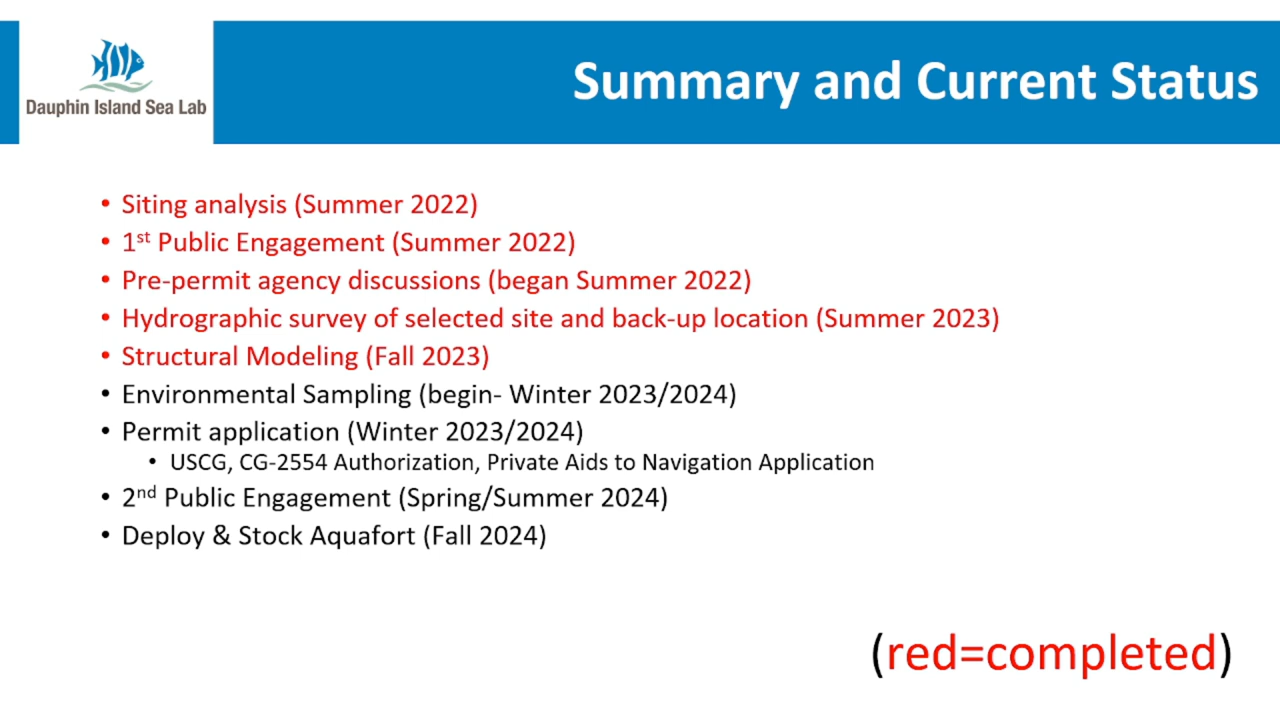 Dauphin Island Sea Lab
Summary and Current Status
• Siting analysis (Summer 2022)
• 1st Public Engagement (Summer 2022)
• Pre-permit agency discussions (began Summer 2022)
• Hydrographic survey of selected site and back-up location (Summer 2023)
• Structural Modeling (Fall 2023)
• Environmental Sampling (begin- Winter 2023/2024)
• Permit application (Winter 2023/2024)
• USCG, CG-2554 Authorization, Private Aids to Navigation Application
• 2nd Public Engagement (Spring/Summer 2024)
• Deploy & Stock Aquafort (Fall 2024)
(red=completed)